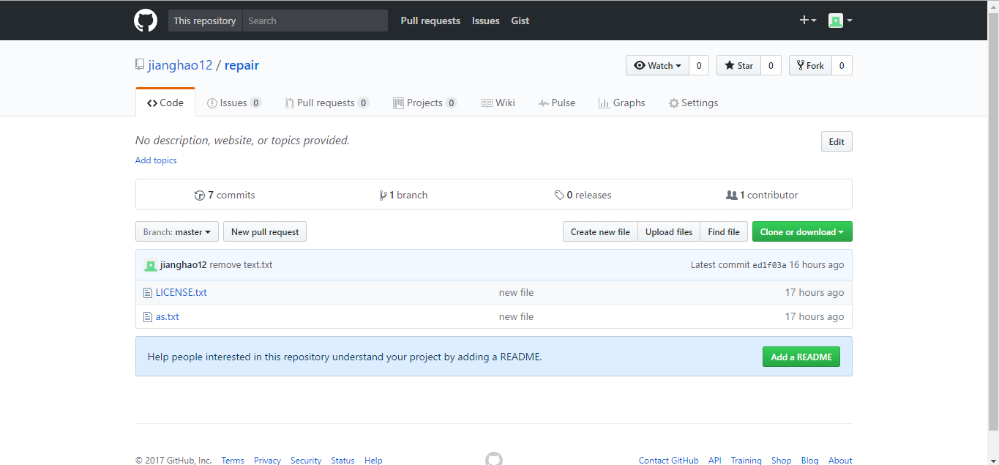 This repository Search Pull requests Issues Gist
jianghao12 / repair Watch 0 Star 0 Fork 0
Code Issues 0 Pull requests 0 Projects 0 Wiki Pulse Graphs Settings
No description, website, or topics provided. Edit
Add topics
7 commits 1 branch 0 releases 1 contributor
Branch: master New pull request Create new file Upload files Find file Clone or download
jianghao12 remove text.txt Latest commit ed1f03a 16 hours ago
LICENSE.txt new file 17 hours ago
as.txt new file 17 hours ago
Help people interested in this repository understand your project by adding a README. Add a README
© 2017 GitHub, Inc. Terms Privacy Security Status Help Contact GitHub API Training Shop Blog About